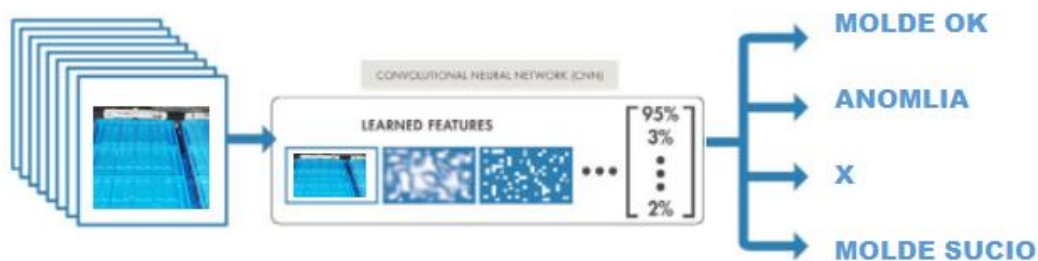 MOLDE OK
CONVOLUTIONAL NEURAL NETWORK (CNN)
ANOMLIA
LEARNED FEATURES
95%
3%
2%
X
MOLDE SUCIO